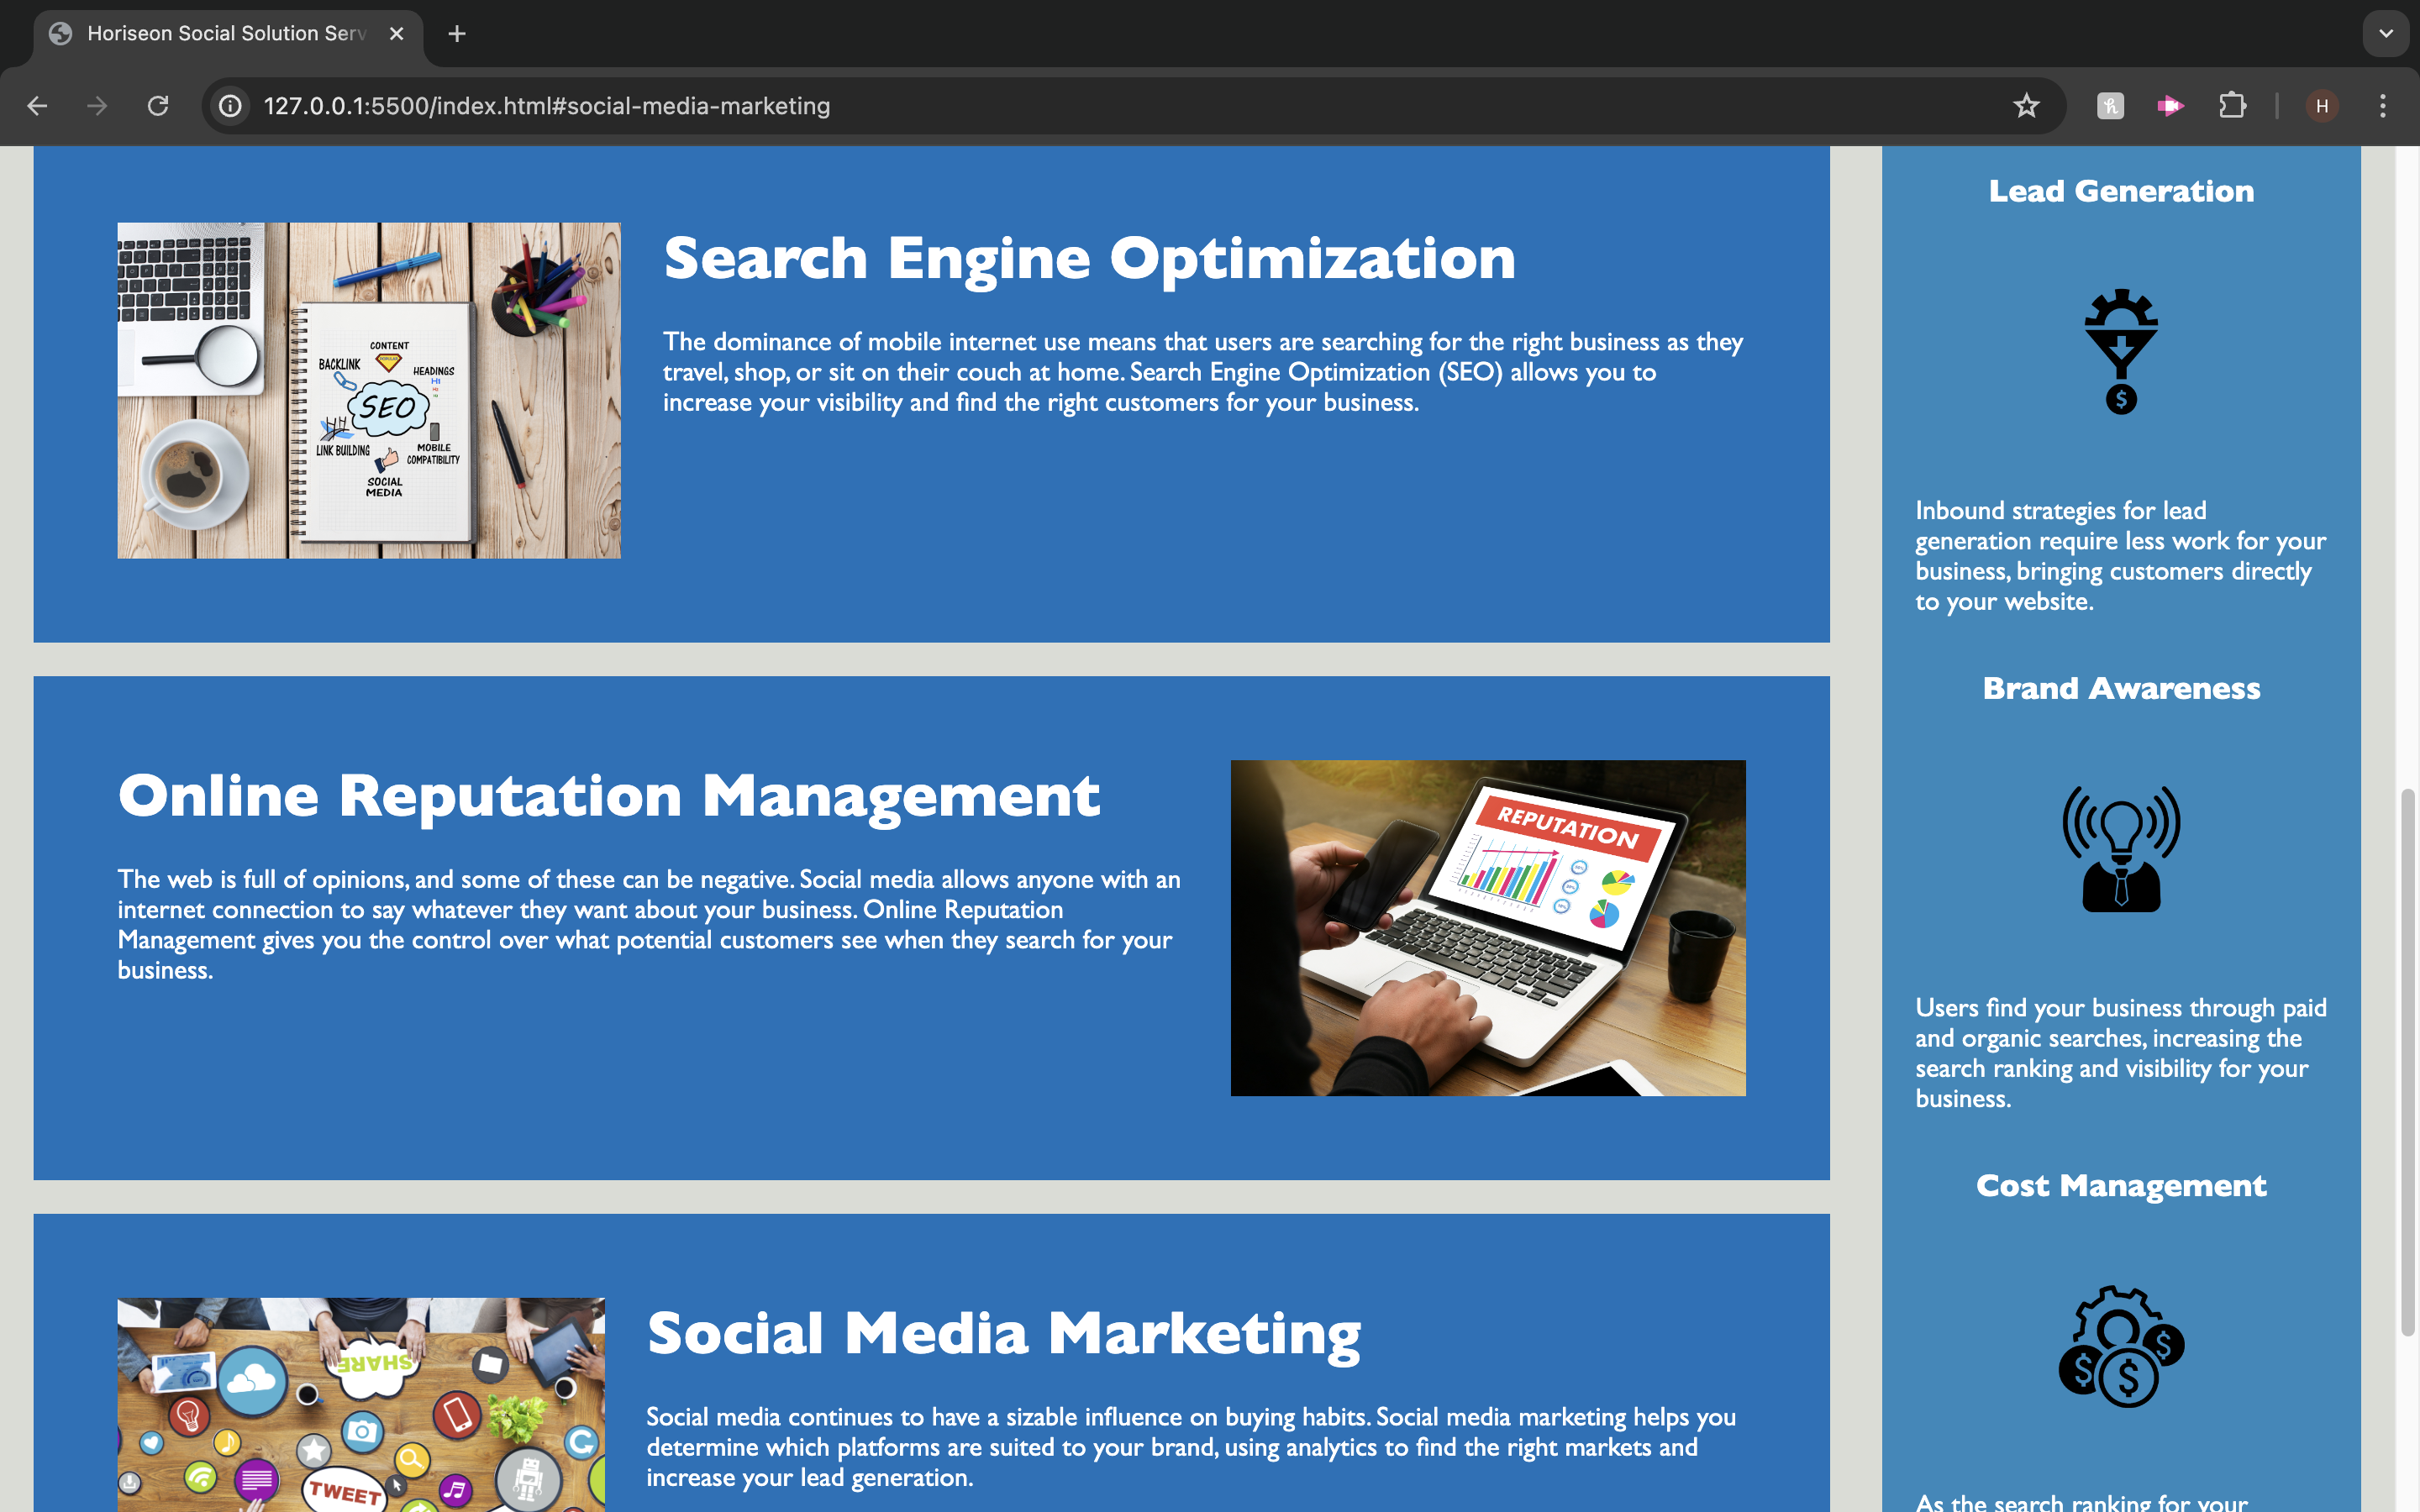 Horiseon Social Solution Serv
127.0.0.1:5500/index.html#social-media-marketing
H
Search Engine Optimization
The dominance of mobile internet use means that users are searching for the right business as they
travel, shop, or sit on their couch at home. Search Engine Optimization (SEO) allows you to
increase your visibility and find the right customers for your business.
CONTENT
BACKLINK
HEADINGS
H1
SEO
LINK BUILDING
MOBILE
COMPATIBILITY
SOCIAL
MEDIA
Online Reputation Management
The web is full of opinions, and some of these can be negative. Social media allows anyone with an
internet connection to say whatever they want about your business. Online Reputation
Management gives you the control over what potential customers see when they search for your
business.
REPUTATION
Social Media Marketing
Social media continues to have a sizable influence on buying habits. Social media marketing helps you
determine which platforms are suited to your brand, using analytics to find the right markets and
increase your lead generation.
SHARE
TWEET
Lead Generation
$
Inbound strategies for lead
generation require less work for your
business, bringing customers directly
to your website.
Brand Awareness
Users find your business through paid
and organic searches, increasing the
search ranking and visibility for your
business.
Cost Management
$ $ $
As the search ranking for your